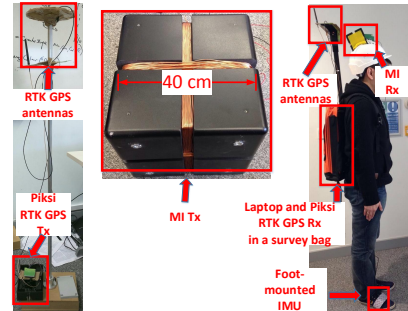 RTK GPS
antennas
Piksi
RTK GPS
Tx
40 cm
MI Tx
RTK GPS
antennas
MI
Rx
Laptop and Piksi
RTK GPS Rx
in a survey bag
Foot-
mounted
IMU